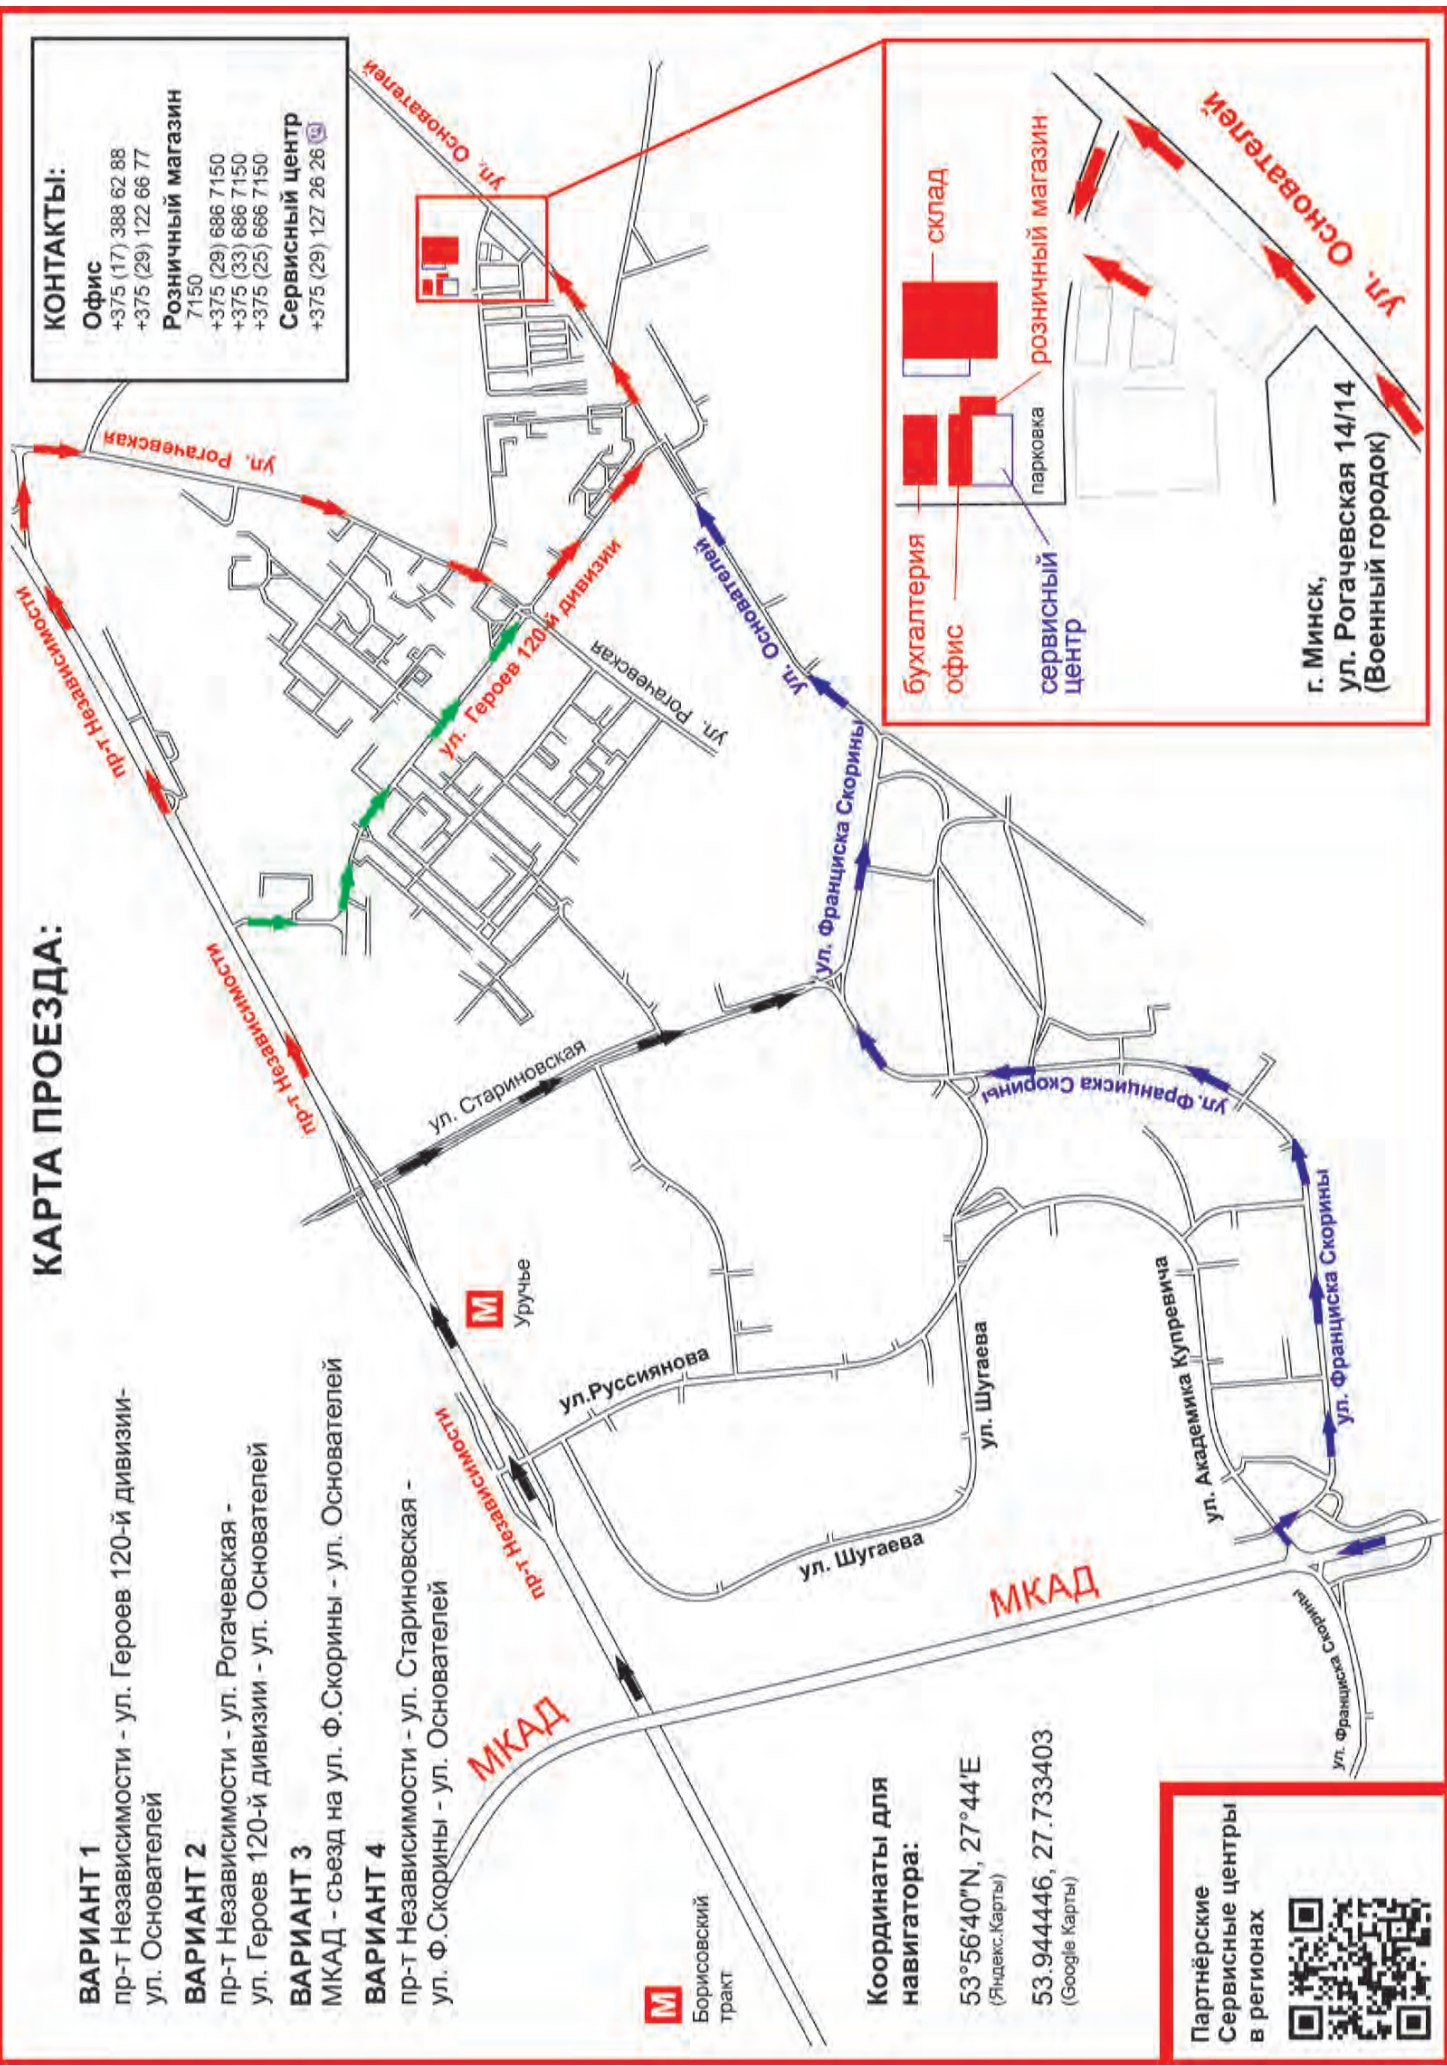 КАРТА ПРОЕЗДА:
ВАРИАНТ 1
пр-т Независимости - ул. Героев 120-й дивизии-
ул. Основателей
ВАРИАНТ 2
пр-т Независимости - ул. Рогачевская -
ул. Героев 120-й дивизии - ул. Основателей
ВАРИАНТ 3
МКАД - съезд на ул. Ф.Скорины - ул. Основателей
ВАРИАНТ 4
пр-т Независимости - ул. Стариновская -
ул. Ф.Скорины - ул. Основателей
КОНТАКТЫ:
Офис
+375 (17) 388 62 88
+375 (29) 122 66 77
Розничный магазин
7150
+375 (29) 686 7150
+375 (33) 686 7150
+375 (25) 666 7150
Сервисный центр
+375 (29) 127 26 26
пр-т Независимости
пр-т Независимости
пр-т Независимости
ул. Рогачевская
ул. Основателей
ул. Героев 120-й дивизии
ул. Рогачевская
ул. Стариновская
М
Уручье
ул.Руссиянова
ул. Основателей
ул. Франциска Скорины
ул.Франциска Скорины
ул. Франциска Скорины
ул. Шугаева
ул. Шугаева
ул. Академика Купревича
МКАД
МКАД
ул. Франциска Скорины
ул. Франциска Скорины
М
Борисовский
тракт
Координаты для
навигатора:
53°56'40"N, 27°44'E
(Яндекс.Карты)
53.944446, 27.733403
(Google Карты)
Партнёрские
Сервисные центры
в регионах
бухгалтерия
офис
сервисный
центр
парковка
склад
розничный магазин
ул. Основателей
г. Минск,
ул. Рогачевская 14/14
(Военный городок)